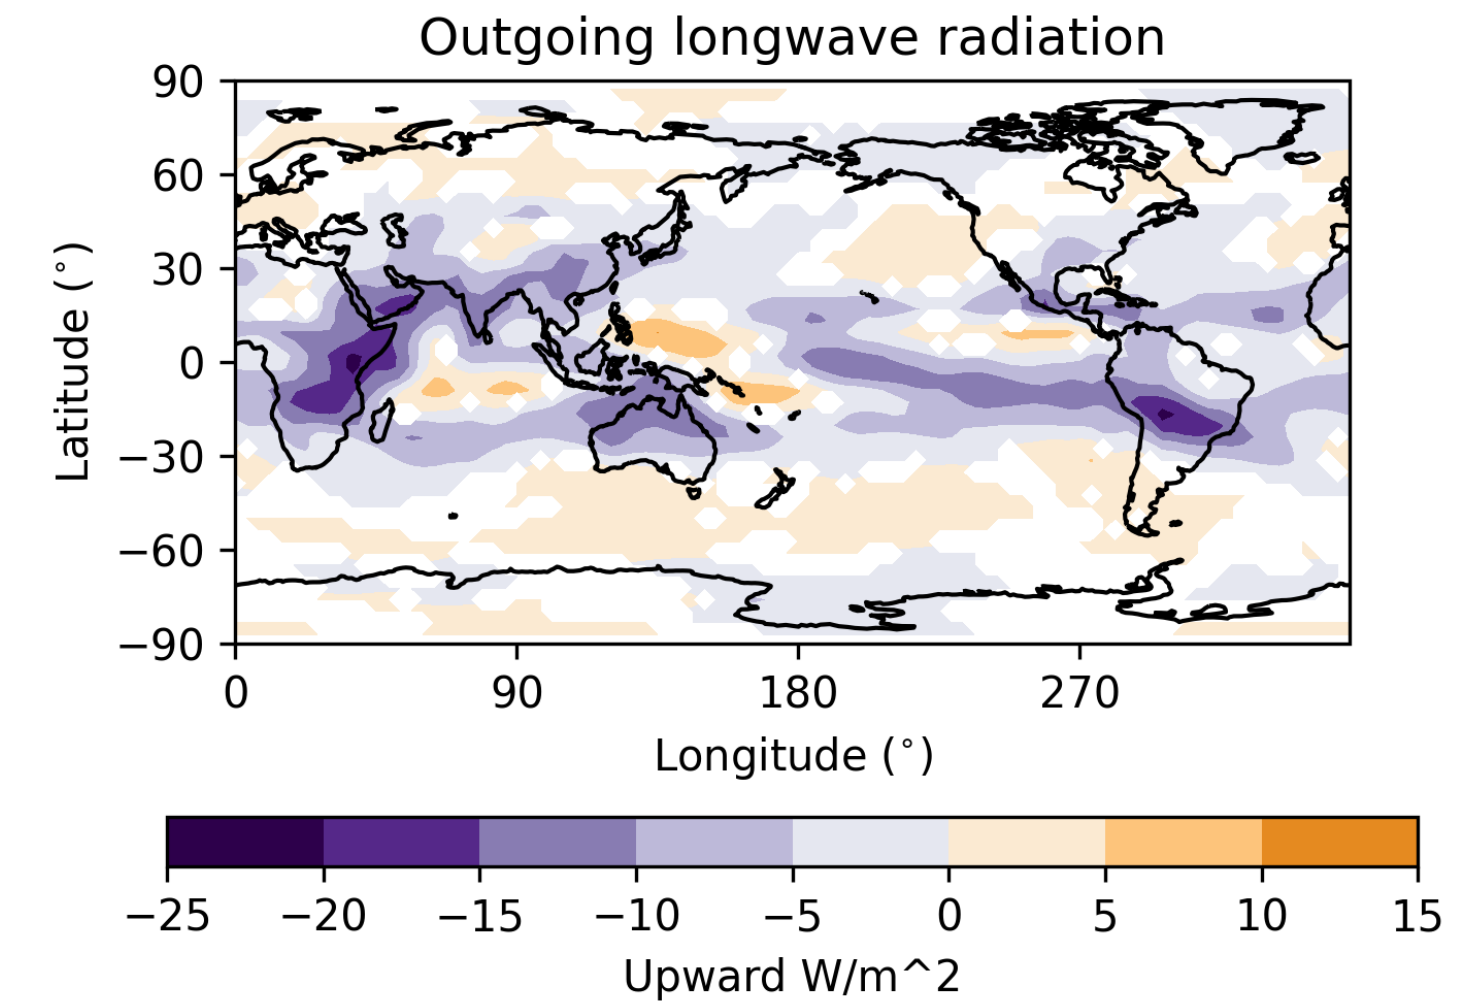 Outgoing longwave radiation
90
60
30
0
−30
−60
−90
Latitude (°)
0 90 180 270
Longitude (°)
−25 −20 −15 −10 −5 0 5 10 15
Upward W/m^2